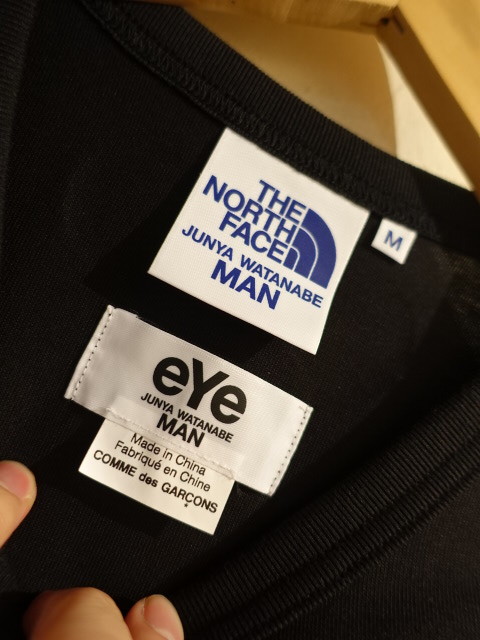 THE
NORTH
FACE
JUNYA WATANABE
MAN
M
eYe
JUNYA WATANABE
MAN
Made in China
Fabriqué en Chine
COMME des GARÇONS